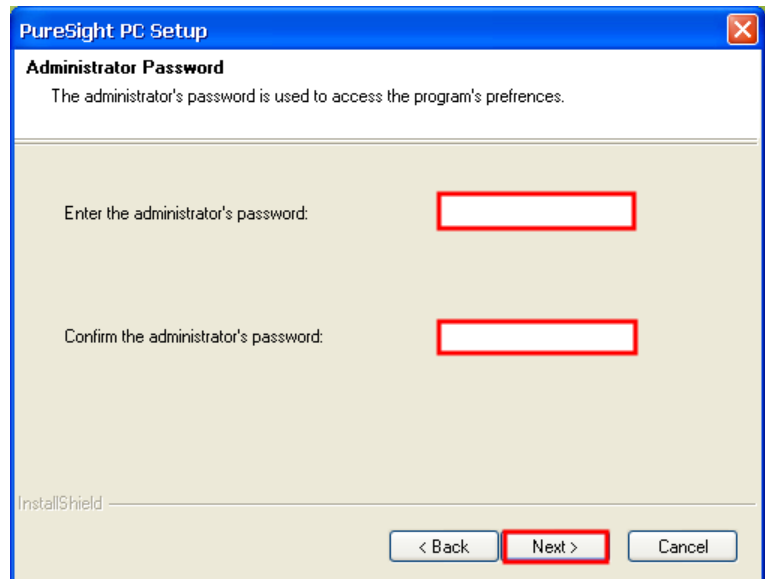 PureSight PC Setup
Administrator Password
The administrator's password is used to access the program's prefrences.
Enter the administrator's password:
Confirm the administrator's password:
InstallShield
< Back Next > Cancel